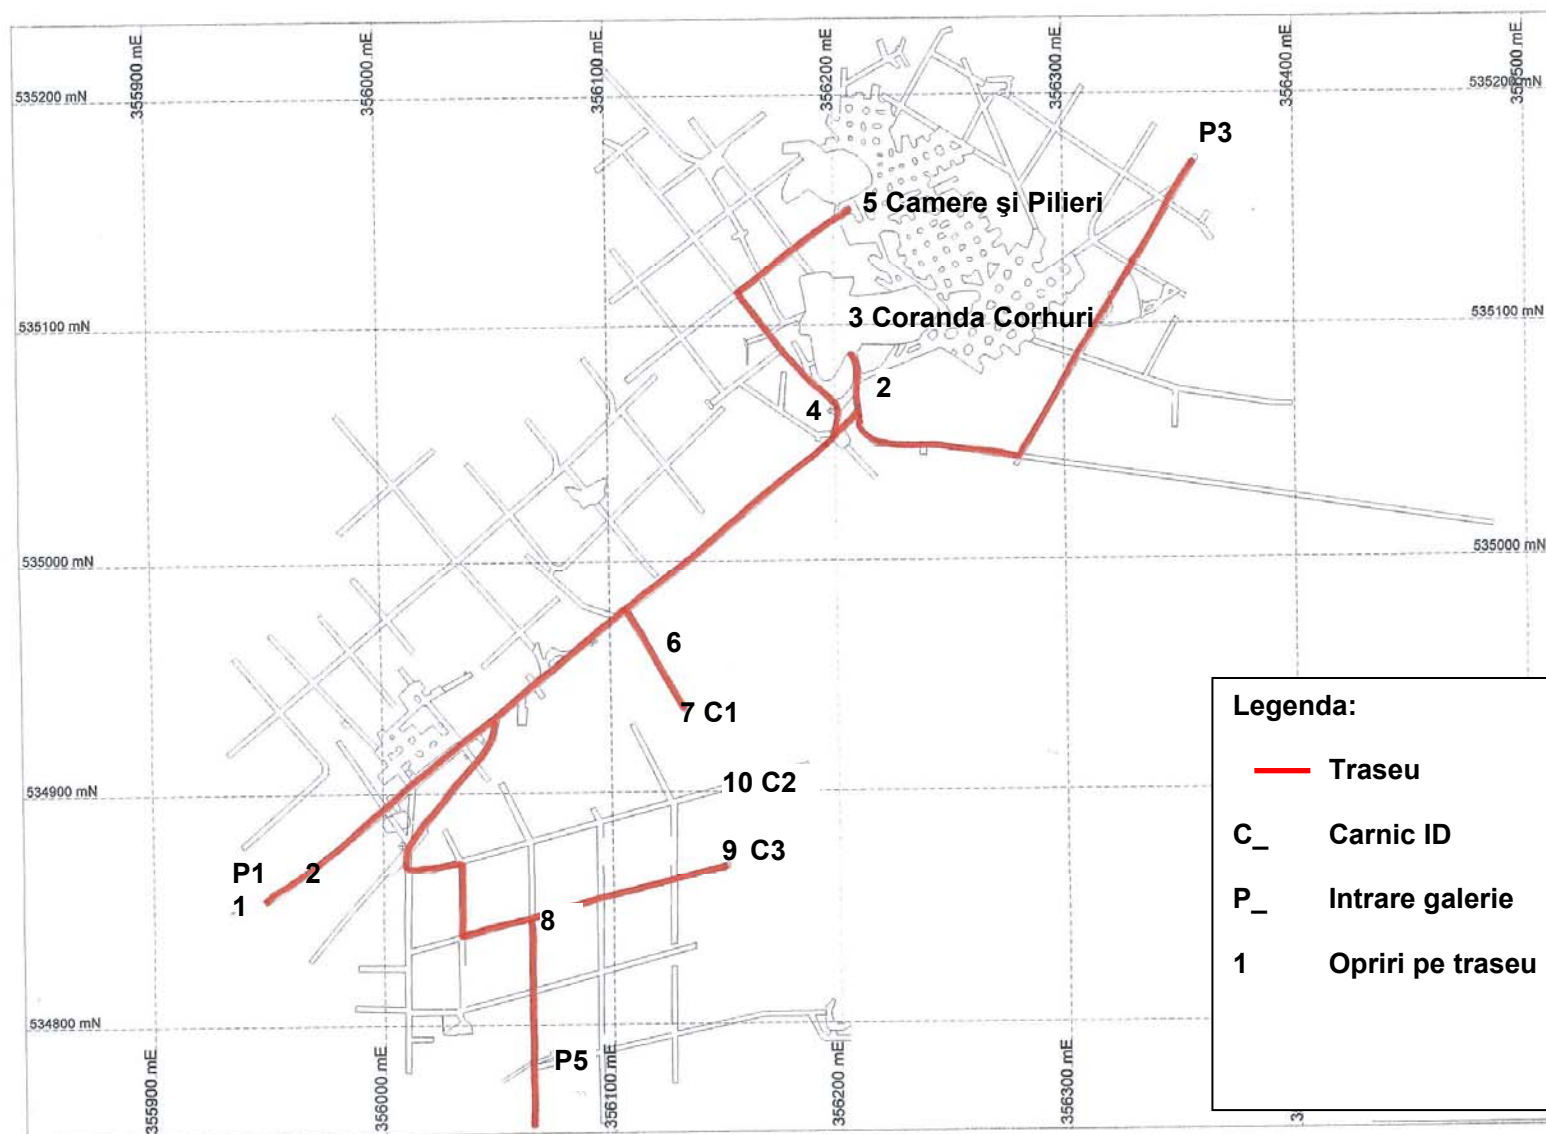 355900 mE
356000 mE
356100 mE
356200 mE
356300 mE
356400 mE
356500 mE
535200 mN
535200 mN
P3
5 Camere şi Pilieri
3 Coranda Corhuri
535100 mN
535100 mN
2
4
535000 mN
535000 mN
6
7 C1
10 C2
534900 mN
9 C3
P1
2
1
8
534800 mN
P5
355900 mE
356000 mE
356100 mE
356200 mE
356300 mE
Legenda:
Traseu
C_ Carnic ID
P_ Intrare galerie
1 Opriri pe traseu